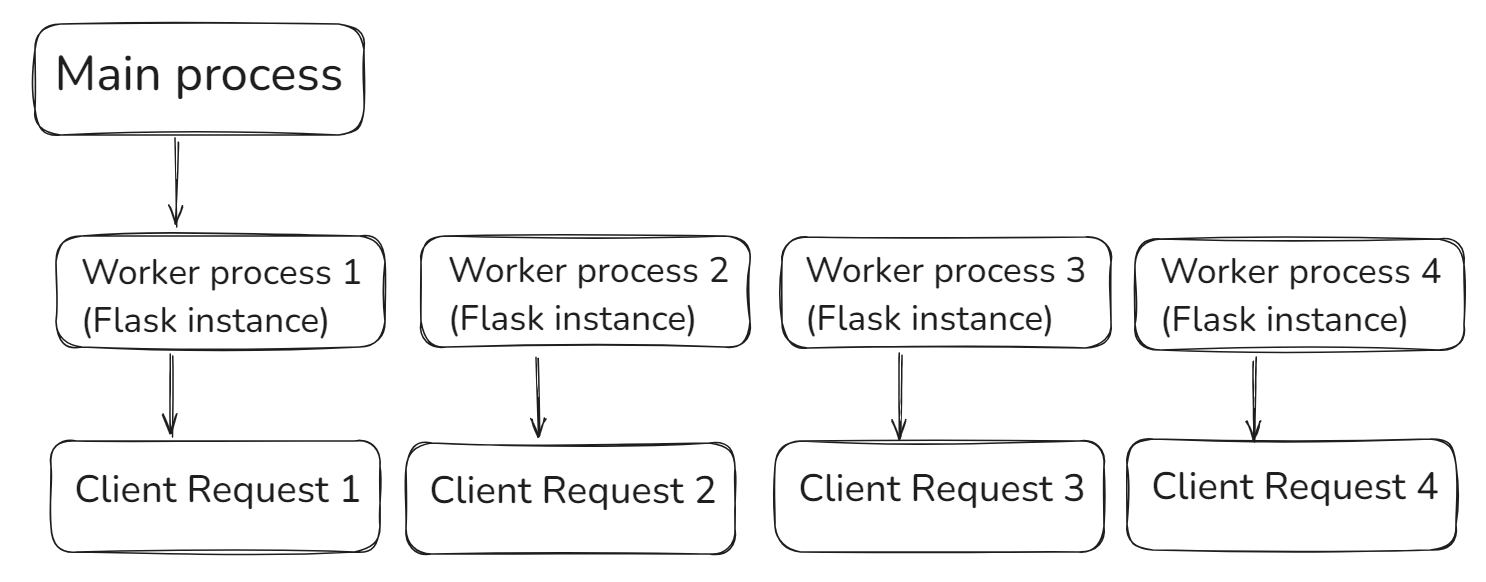 Main process
Worker process 1
(Flask instance)
Worker process 2
(Flask instance)
Worker process 3
(Flask instance)
Worker process 4
(Flask instance)
Client Request 1
Client Request 2
Client Request 3
Client Request 4